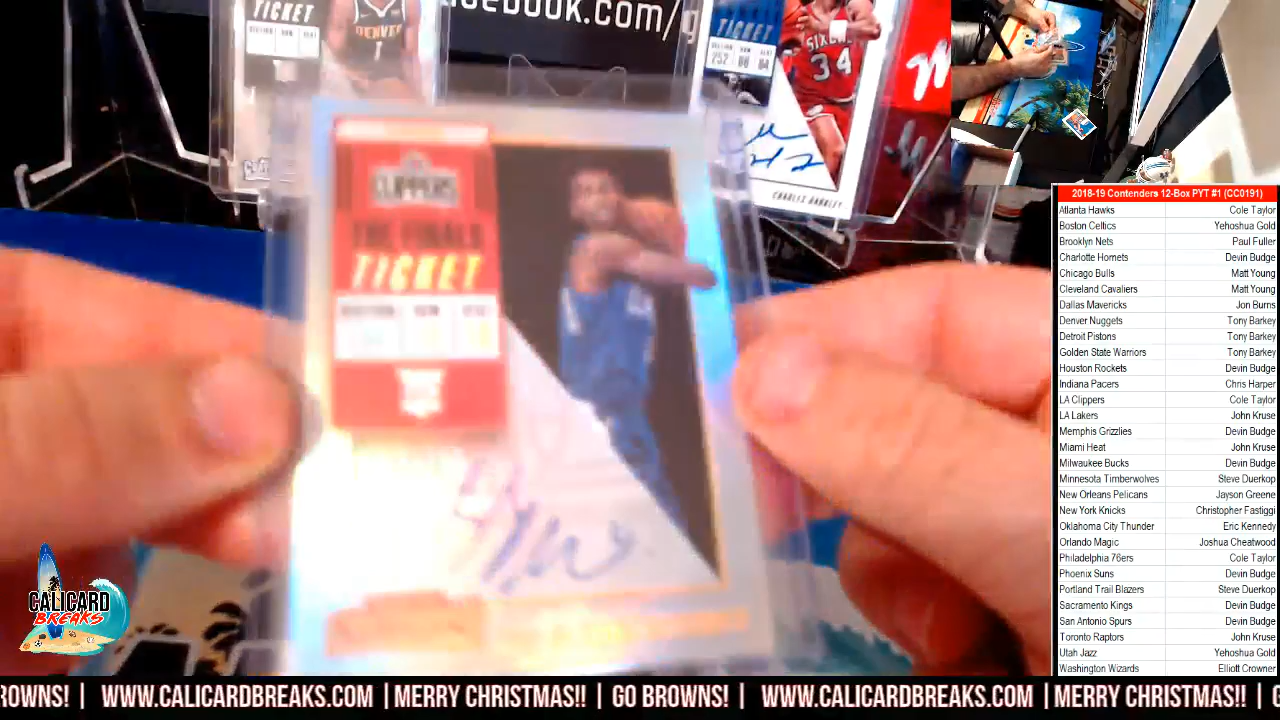 TICKET
DENVER
1
cebook.com/g
TICKET
252 08 04
SIXERS
34
CHARLES BARKLEY
CLIPPERS
TICKET
CALICARD
BREAKS
2018-19 Contenders 12-Box PYT #1 (CC0191)
Atlanta Hawks Cole Taylor
Boston Celtics Yehoshua Gold
Brooklyn Nets Paul Fuller
Charlotte Hornets Devin Budge
Chicago Bulls Matt Young
Cleveland Cavaliers Matt Young
Dallas Mavericks Jon Burns
Denver Nuggets Tony Barkey
Detroit Pistons Tony Barkey
Golden State Warriors Tony Barkey
Houston Rockets Devin Budge
Indiana Pacers Chris Harper
LA Clippers Cole Taylor
LA Lakers John Kruse
Memphis Grizzlies Devin Budge
Miami Heat John Kruse
Milwaukee Bucks Devin Budge
Minnesota Timberwolves Steve Duerkop
New Orleans Pelicans Jayson Greene
New York Knicks Christopher Fastiggi
Oklahoma City Thunder Eric Kennedy
Orlando Magic Joshua Cheatwood
Philadelphia 76ers Cole Taylor
Phoenix Suns Devin Budge
Portland Trail Blazers Steve Duerkop
Sacramento Kings Devin Budge
San Antonio Spurs Devin Budge
Toronto Raptors John Kruse
Utah Jazz Yehoshua Gold
Washington Wizards Elliott Crowner
ROWNS! | WWW.CALICARDBREAKS.COM | MERRY CHRISTMAS!! | GO BROWNS! | WWW.CALICARDBREAKS.COM | MERRY CHRISTMAS!! | G